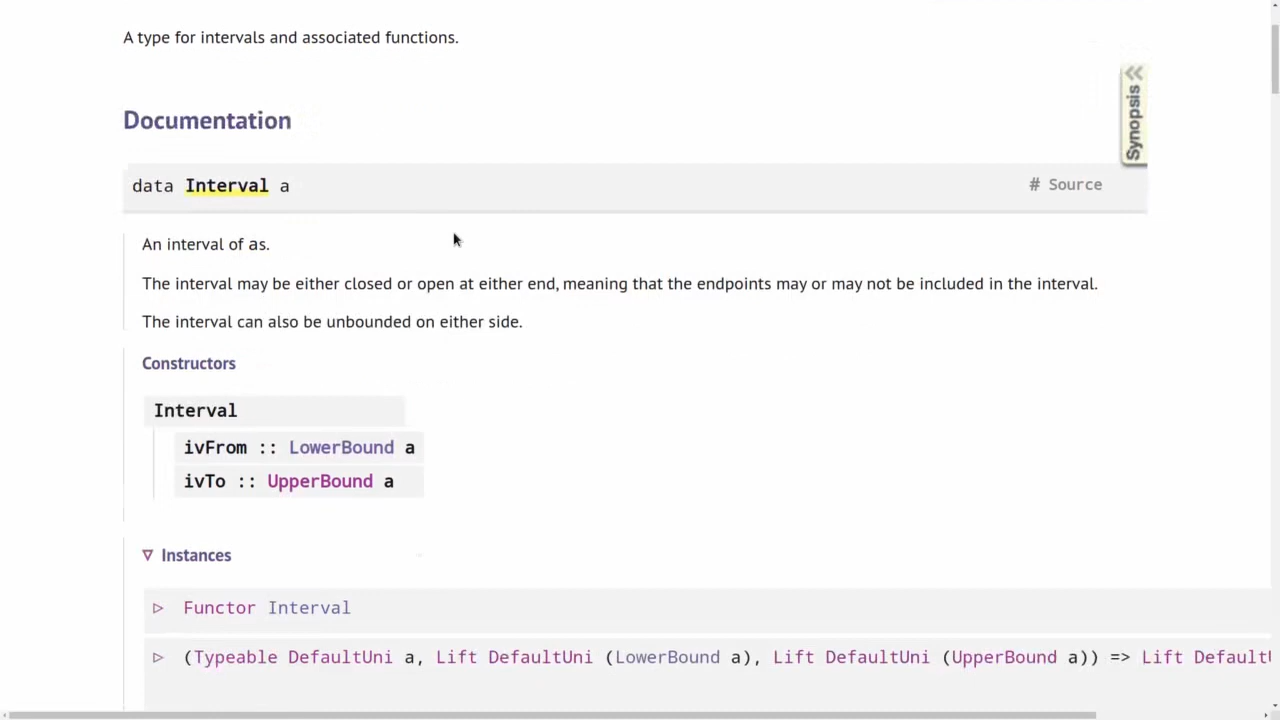 A type for intervals and associated functions.
Synopsis
Documentation
data Interval a # Source
An interval of as.
The interval may be either closed or open at either end, meaning that the endpoints may or may not be included in the interval.
The interval can also be unbounded on either side.
Constructors
Interval
ivFrom :: LowerBound a
ivTo :: UpperBound a
Instances
Functor Interval
(Typeable DefaultUni a, Lift DefaultUni (LowerBound a), Lift DefaultUni (UpperBound a)) => Lift Default